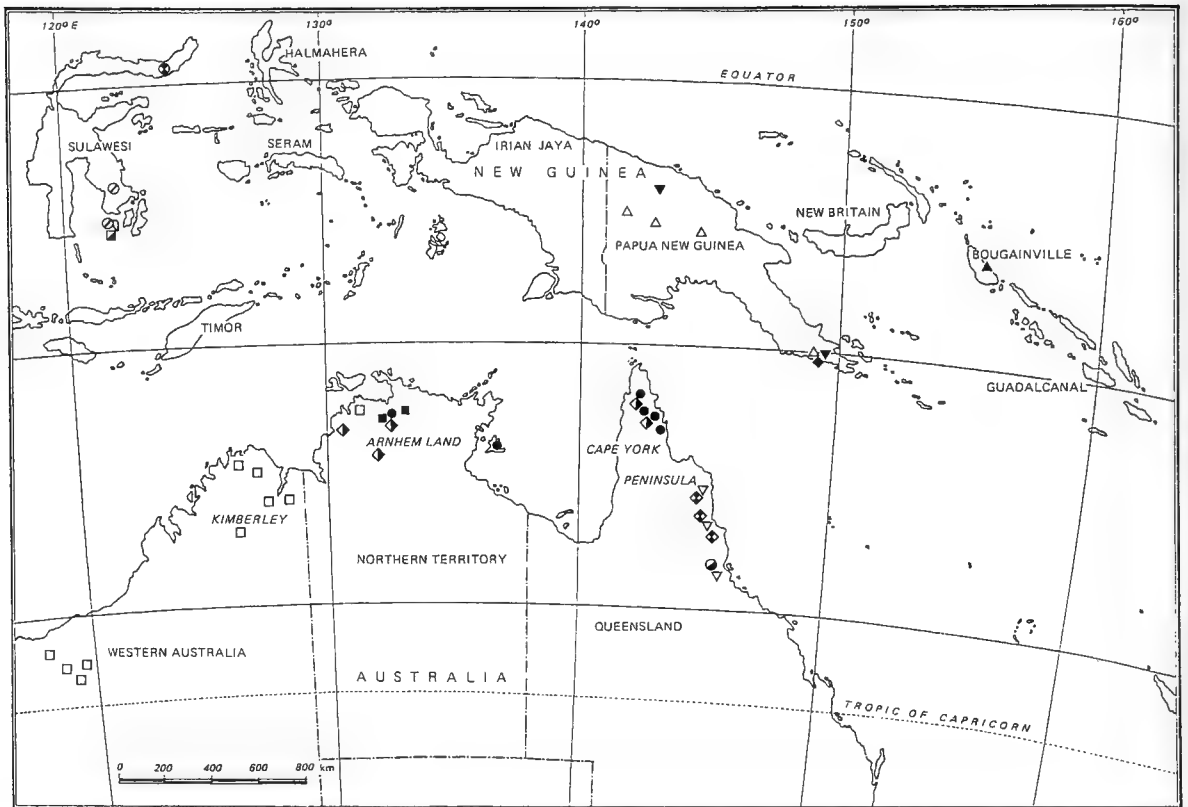 120° E 130° 140° 150° 160°
HALMAHERA
EQUATOR
SULAWESI
SERAM
IRIAN JAYA
NEW GUINEA
NEW BRITAIN
PAPUA NEW GUINEA
BOUGAINVILLE
TIMOR
GUADALCANAL
ARNHEM LAND
CAPE YORK
PENINSULA
KIMBERLEY
NORTHERN TERRITORY
QUEENSLAND
WESTERN AUSTRALIA
AUSTRALIA
TROPIC OF CAPRICORN
0 200 400 600 800 km